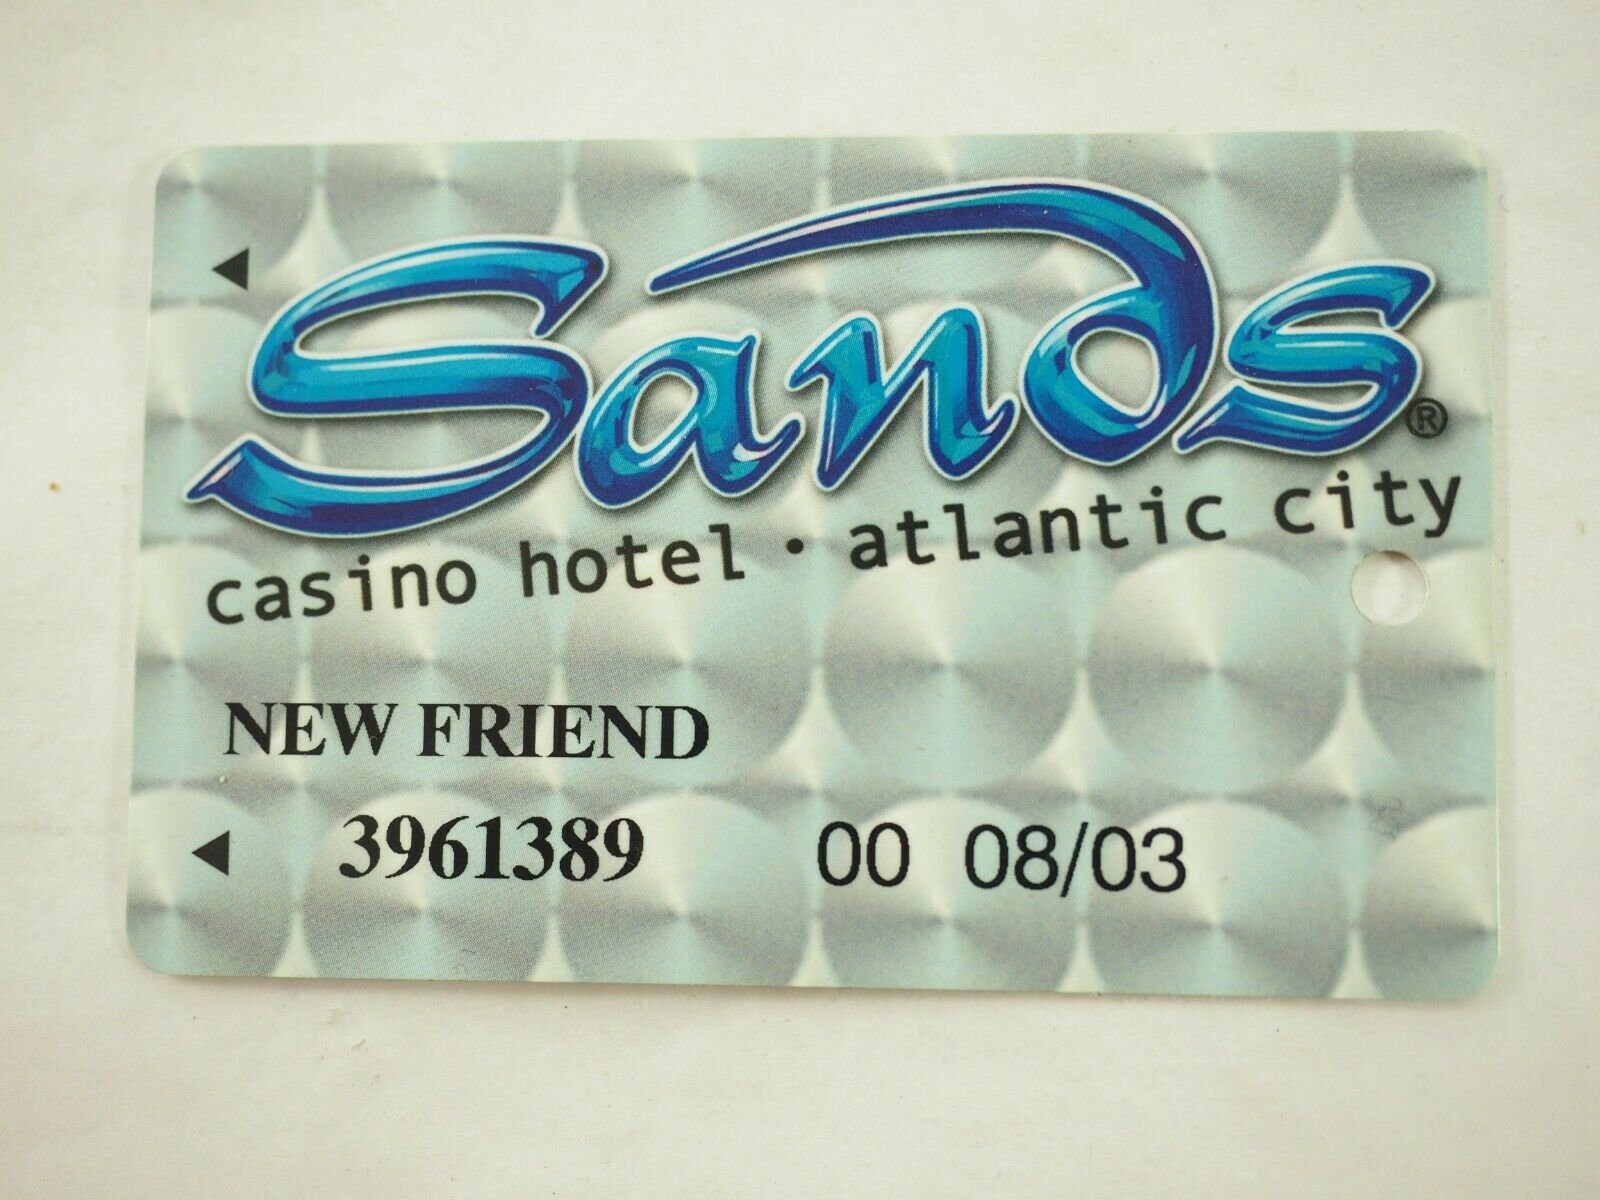 Sands®
casino hotel · atlantic city
NEW FRIEND
3961389 00 08/03